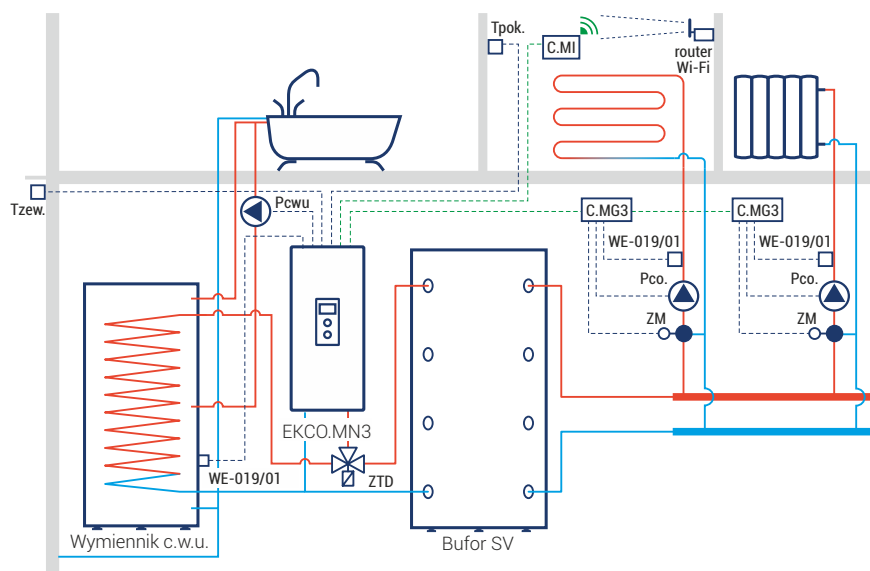 Tpok.
C.MI
router
Wi-Fi
Tzew.
Pcwu
C.MG3
C.MG3
WE-019/01
WE-019/01
Pco.
Pco.
ZM
ZM
EKCO.MN3
WE-019/01
ZTD
Wymiennik c.w.u.
Bufor SV